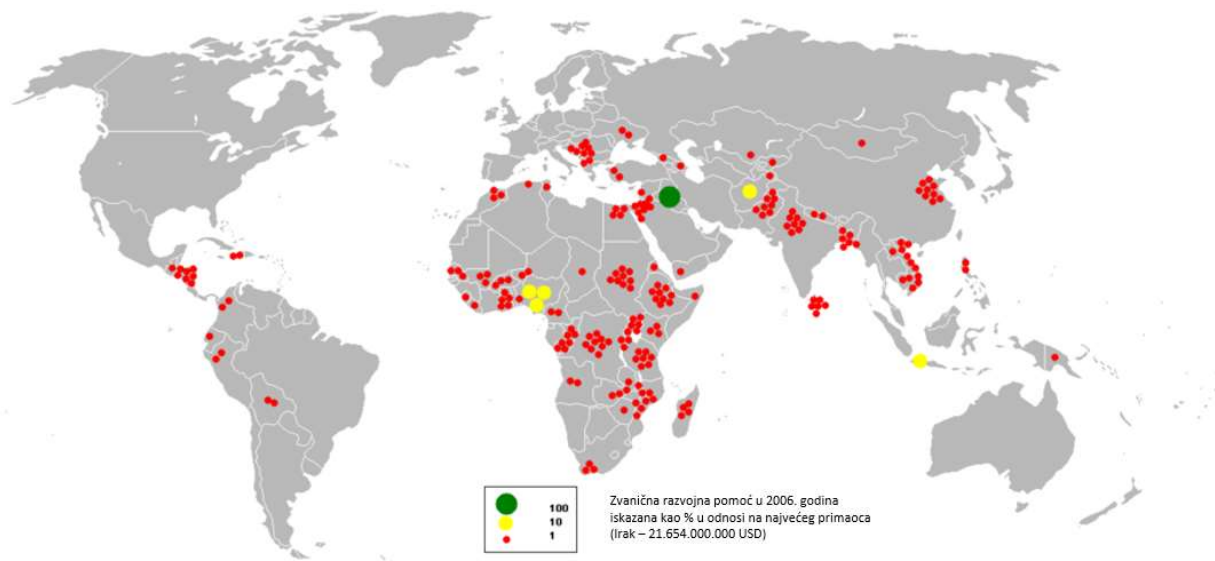 100
10
1
Zvanična razvojna pomoć u 2006. godina
iskazana kao % u odnosi na najvećeg primaoca
(Irak – 21.654.000.000 USD)